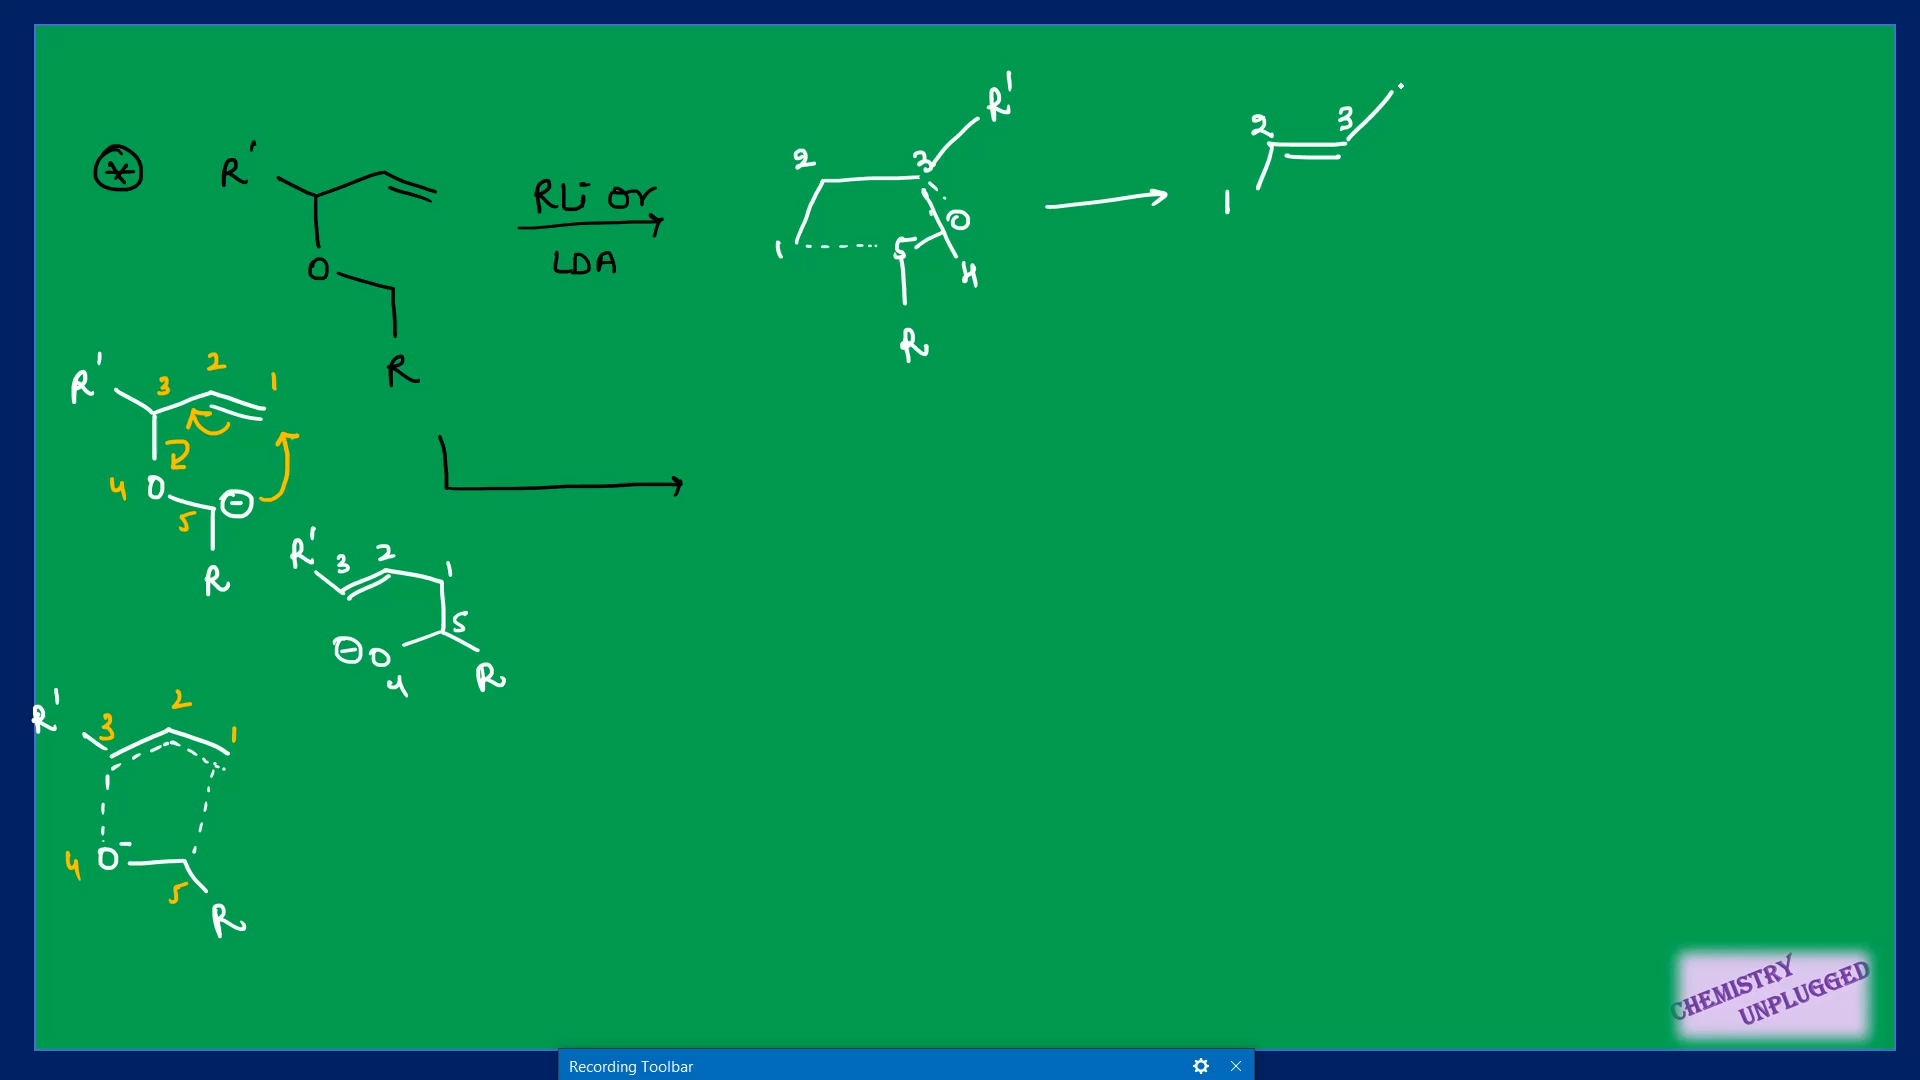 R'
O
R
RLi or
LDA
R'
3
2
1
4
O
⊖
5
R
R'
3
2
1
5
⊖ O
4
R
R'
3
2
1
4
O⁻
5
R
2
3
R'
1
5
O
4
R
2
3
1
CHEMISTRY
UNPLUGGED
Recording Toolbar